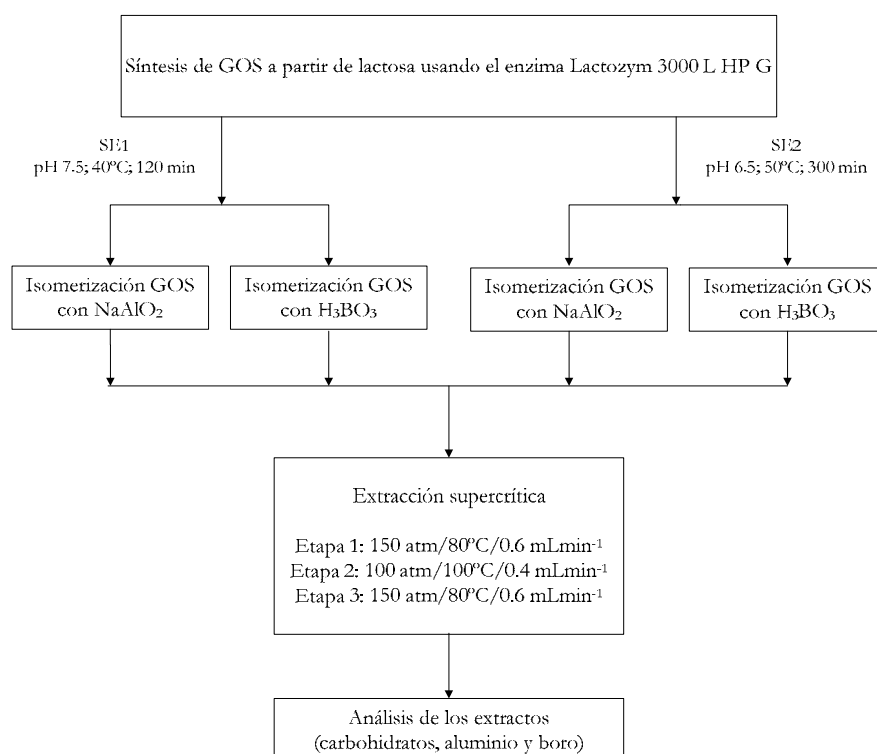 Síntesis de GOS a partir de lactosa usando el enzima Lactozym 3000 L HP G
SE1
pH 7.5; 40ºC; 120 min
SE2
pH 6.5; 50ºC; 300 min
Isomerización GOS
con NaAlO₂
Isomerización GOS
con H₃BO₃
Isomerización GOS
con NaAlO₂
Isomerización GOS
con H₃BO₃
Extracción supercrítica
Etapa 1: 150 atm/80ºC/0.6 mLmin⁻¹
Etapa 2: 100 atm/100ºC/0.4 mLmin⁻¹
Etapa 3: 150 atm/80ºC/0.6 mLmin⁻¹
Análisis de los extractos
(carbohidratos, aluminio y boro)